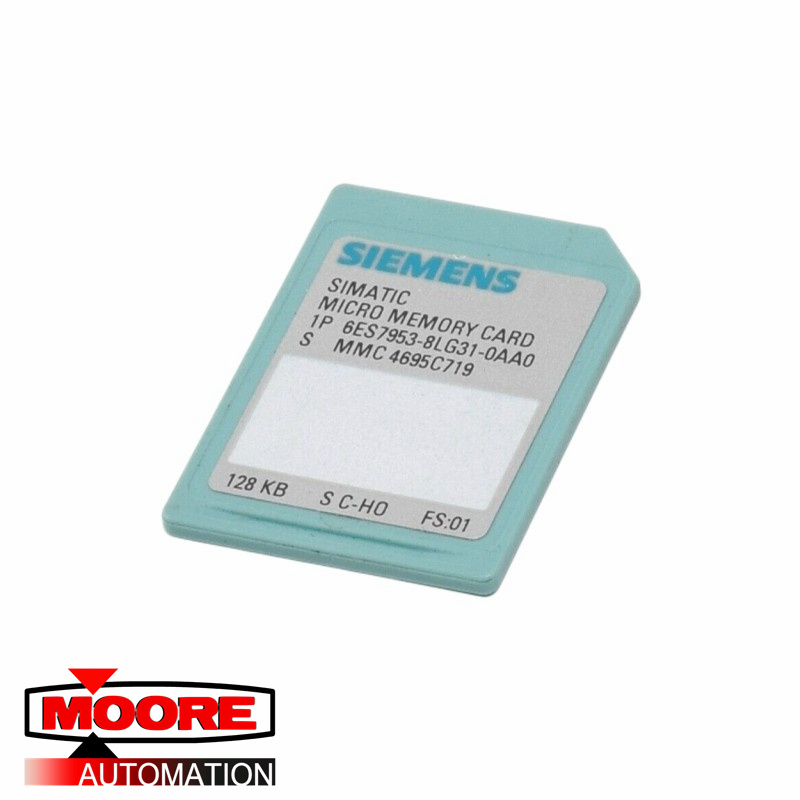 SIEMENS
SIMATIC
MICRO MEMORY CARD
1P 6ES7953-8LG31-0AA0
S MMC 4695C719
128 KB S C-HO FS:01
MOORE
AUTOMATION